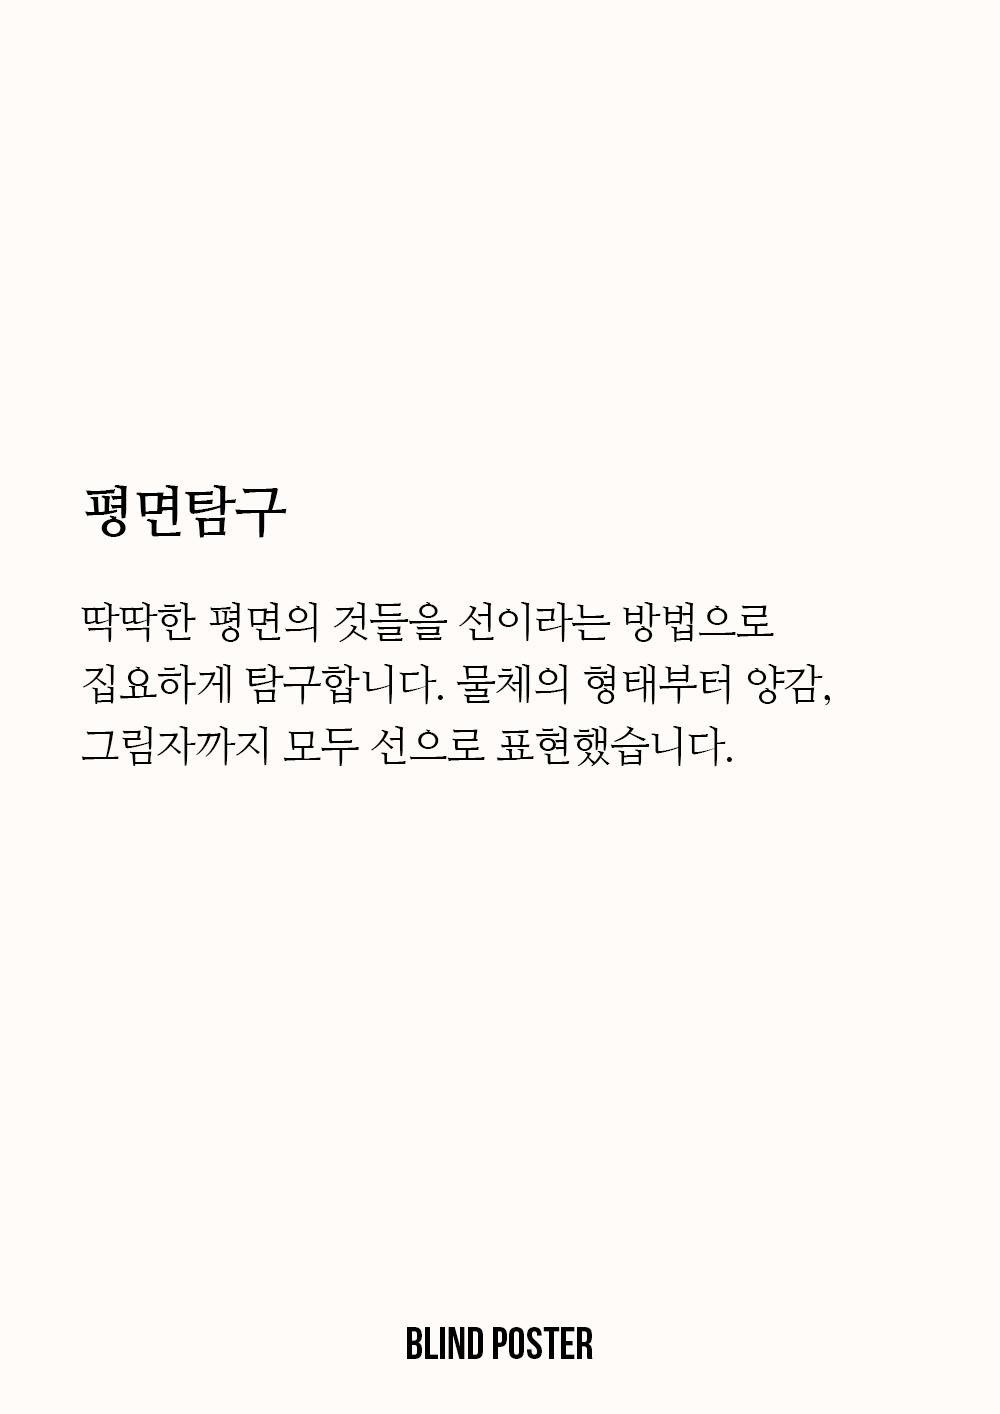 평면탐구
딱딱한 평면의 것들을 선이라는 방법으로
집요하게 탐구합니다. 물체의 형태부터 양감,
그림자까지 모두 선으로 표현했습니다.
BLIND POSTER